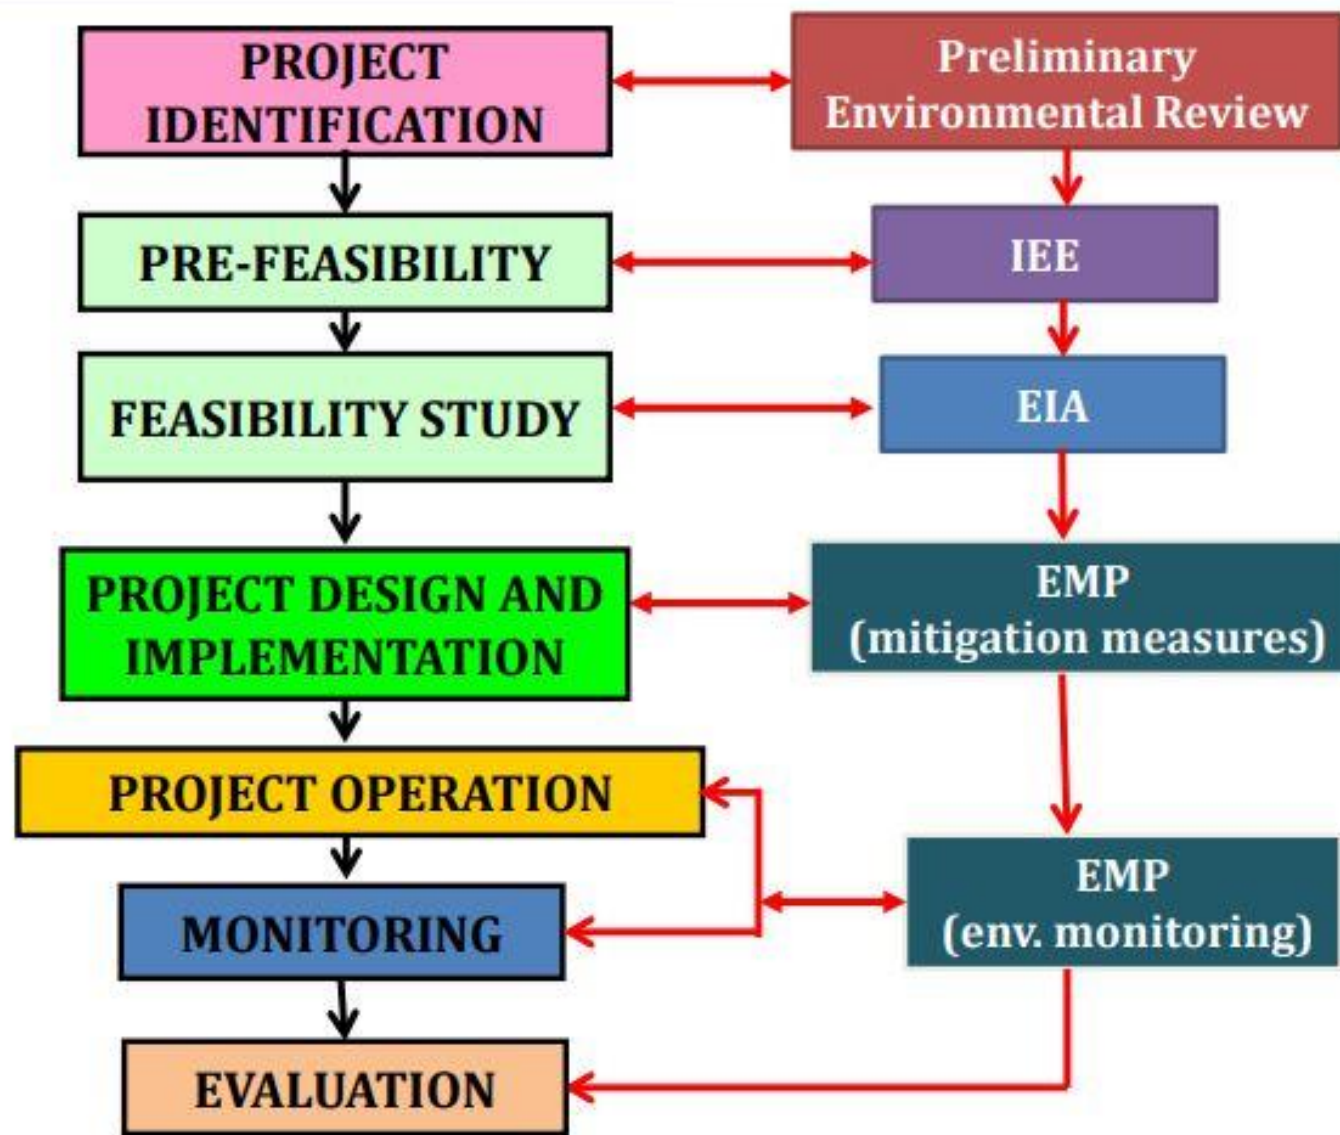 PROJECT
IDENTIFICATION
Preliminary
Environmental Review
PRE-FEASIBILITY
IEE
FEASIBILITY STUDY
EIA
PROJECT DESIGN AND
IMPLEMENTATION
EMP
(mitigation measures)
PROJECT OPERATION
EMP
(env. monitoring)
MONITORING
EVALUATION